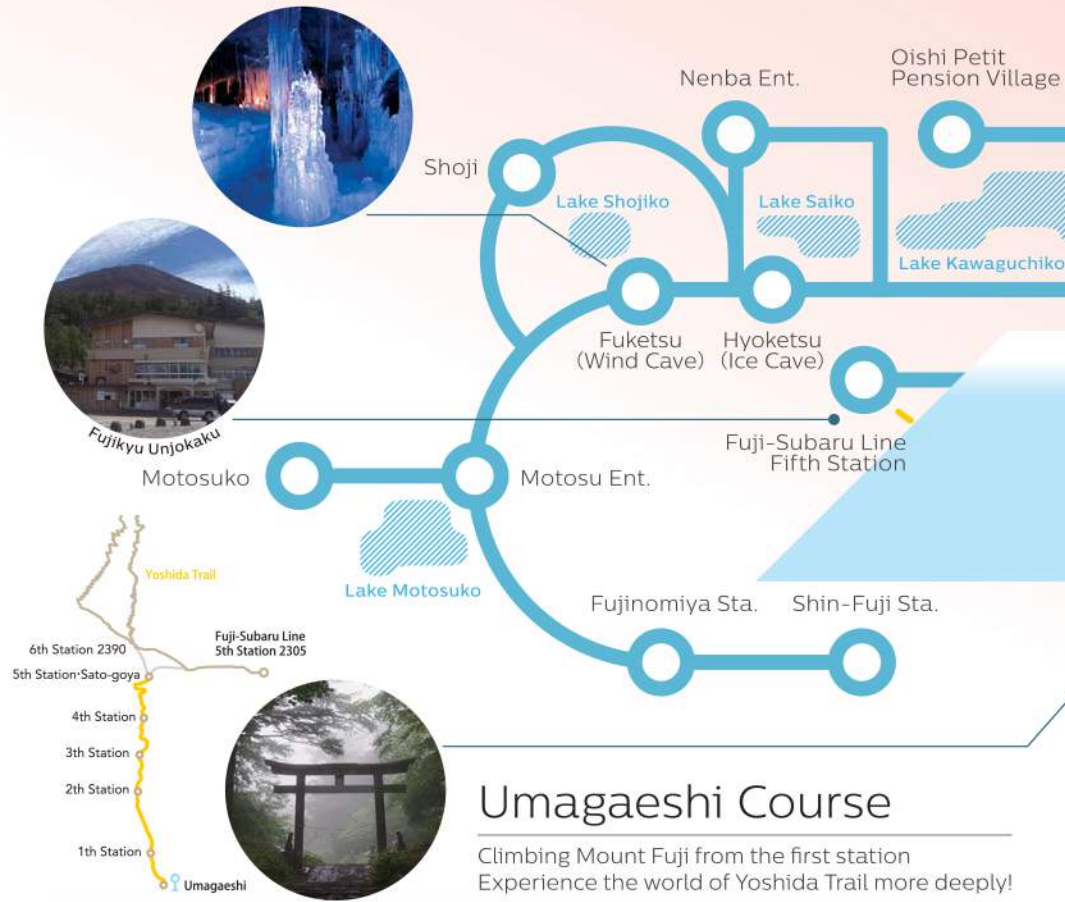 Oishi Petit
Pension Village
Nenba Ent.
Shoji
Lake Shojiko
Lake Saiko
Lake Kawaguchiko
Fuketsu
(Wind Cave)
Hyoketsu
(Ice Cave)
Fujikyu Unjokaku
Fuji-Subaru Line
Fifth Station
Motosuko
Motosu Ent.
Lake Motosuko
Fujinomiya Sta.
Shin-Fuji Sta.
Yoshida Trail
Fuji-Subaru Line
5th Station 2305
6th Station 2390
5th Station·Sato-goya
4th Station
3th Station
2th Station
1th Station
Umagaeshi
Umagaeshi Course
Climbing Mount Fuji from the first station
Experience the world of Yoshida Trail more deeply!